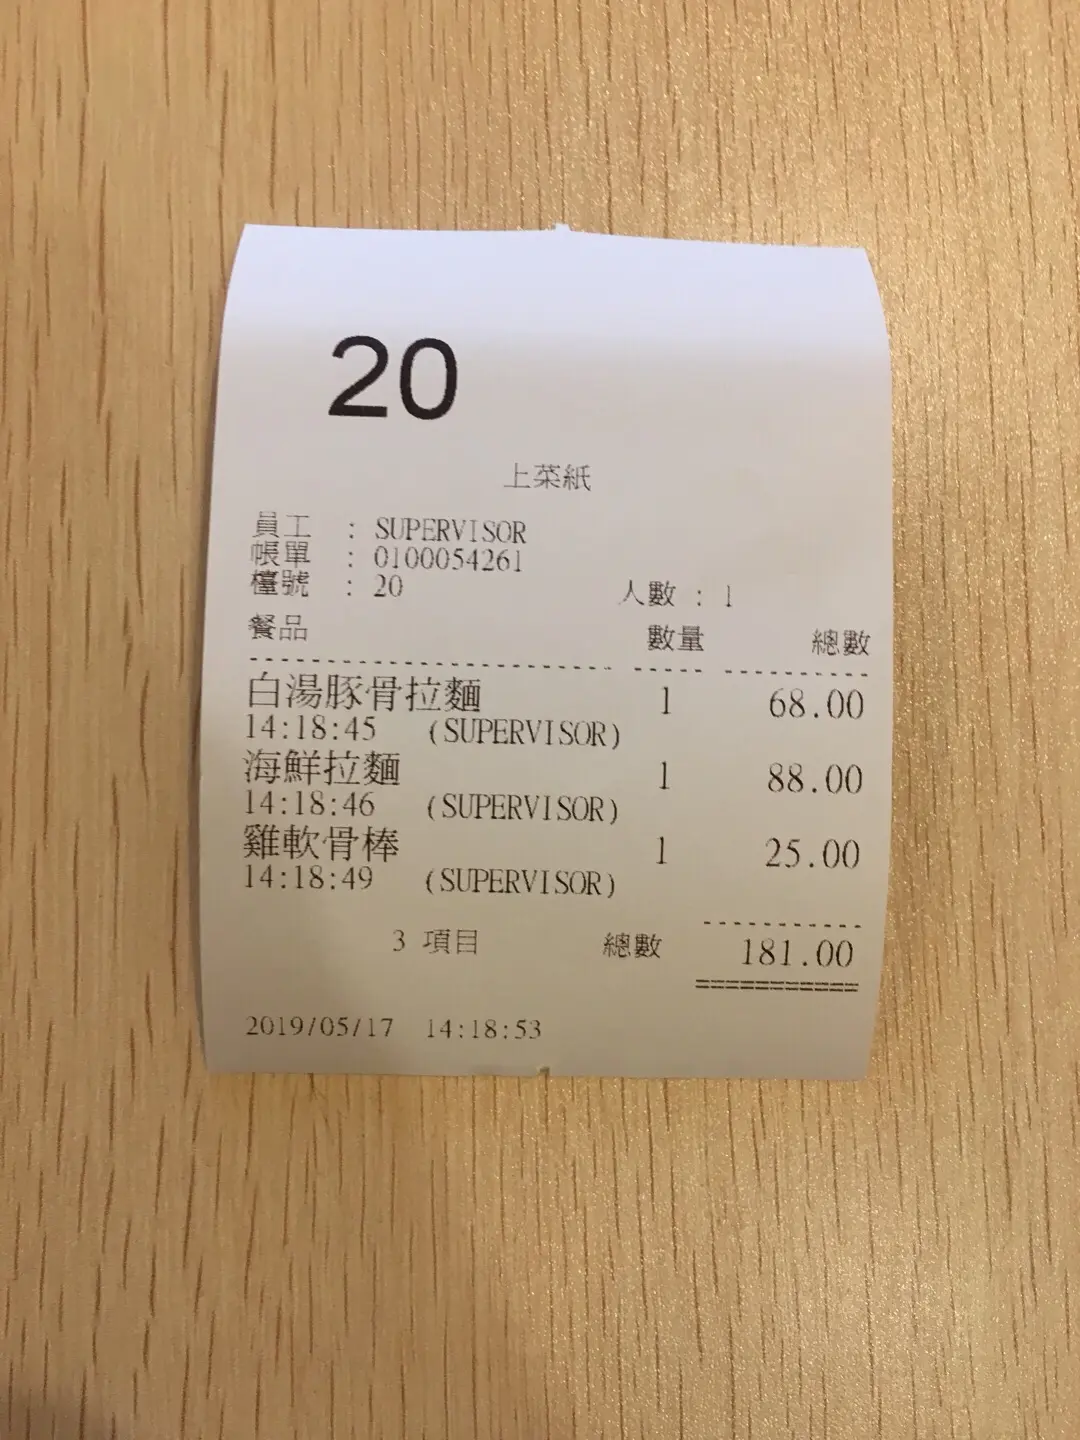 20
上菜紙
員工 : SUPERVISOR
帳單 : 0100054261
檯號 : 20 人數 : 1
餐品 數量 總數
白湯豚骨拉麵 1 68.00
14:18:45 (SUPERVISOR)
海鮮拉麵 1 88.00
14:18:46 (SUPERVISOR)
雞軟骨棒 1 25.00
14:18:49 (SUPERVISOR)
3 項目 總數 181.00
2019/05/17 14:18:53